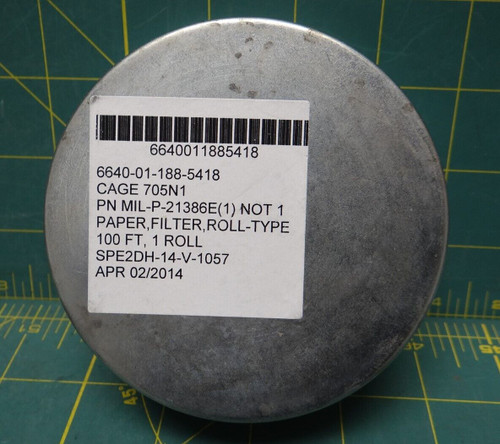 6640011885418
6640-01-188-5418
CAGE 705N1
PN MIL-P-21386E(1) NOT 1
PAPER,FILTER,ROLL-TYPE
100 FT, 1 ROLL
SPE2DH-14-V-1057
APR 02/2014
45°